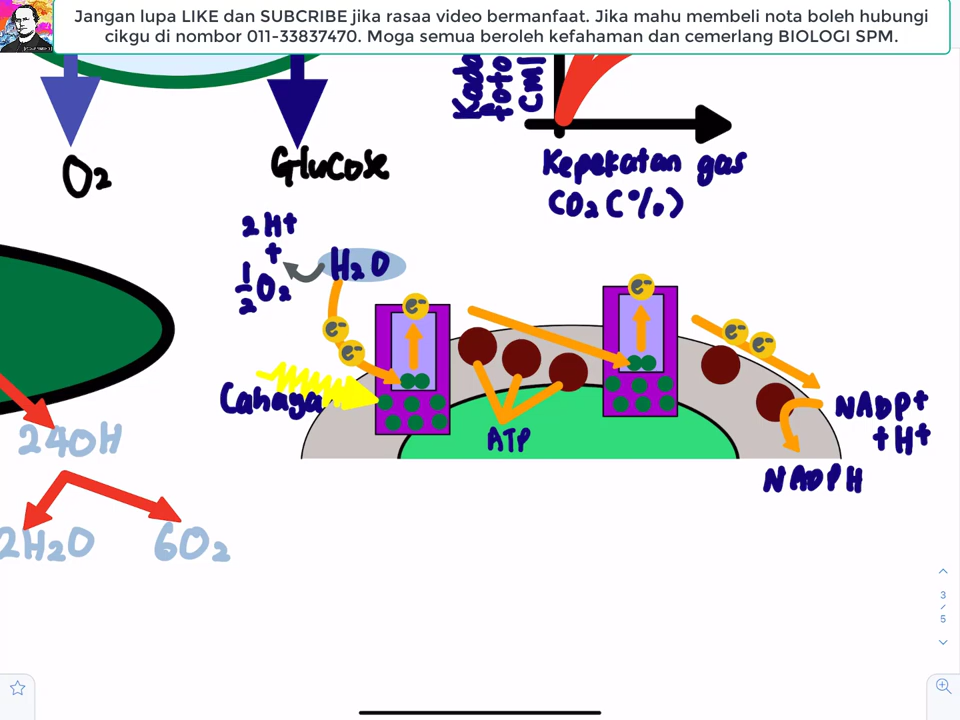 Jangan lupa LIKE dan SUBCRIBE jika rasaa video bermanfaat. Jika mahu membeli nota boleh hubungi
cikgu di nombor 011-33837470. Moga semua beroleh kefahaman dan cemerlang BIOLOGI SPM.
O2
Glucose
Kepekatan gas
CO2 (%)
2H+
+
1/2 O2
H2O
e-
e-
e-
e-
e-
e-
Cahaya
ATP
NADP+
+H+
NADPH
24OH
2H2O
6O2
3
/
5